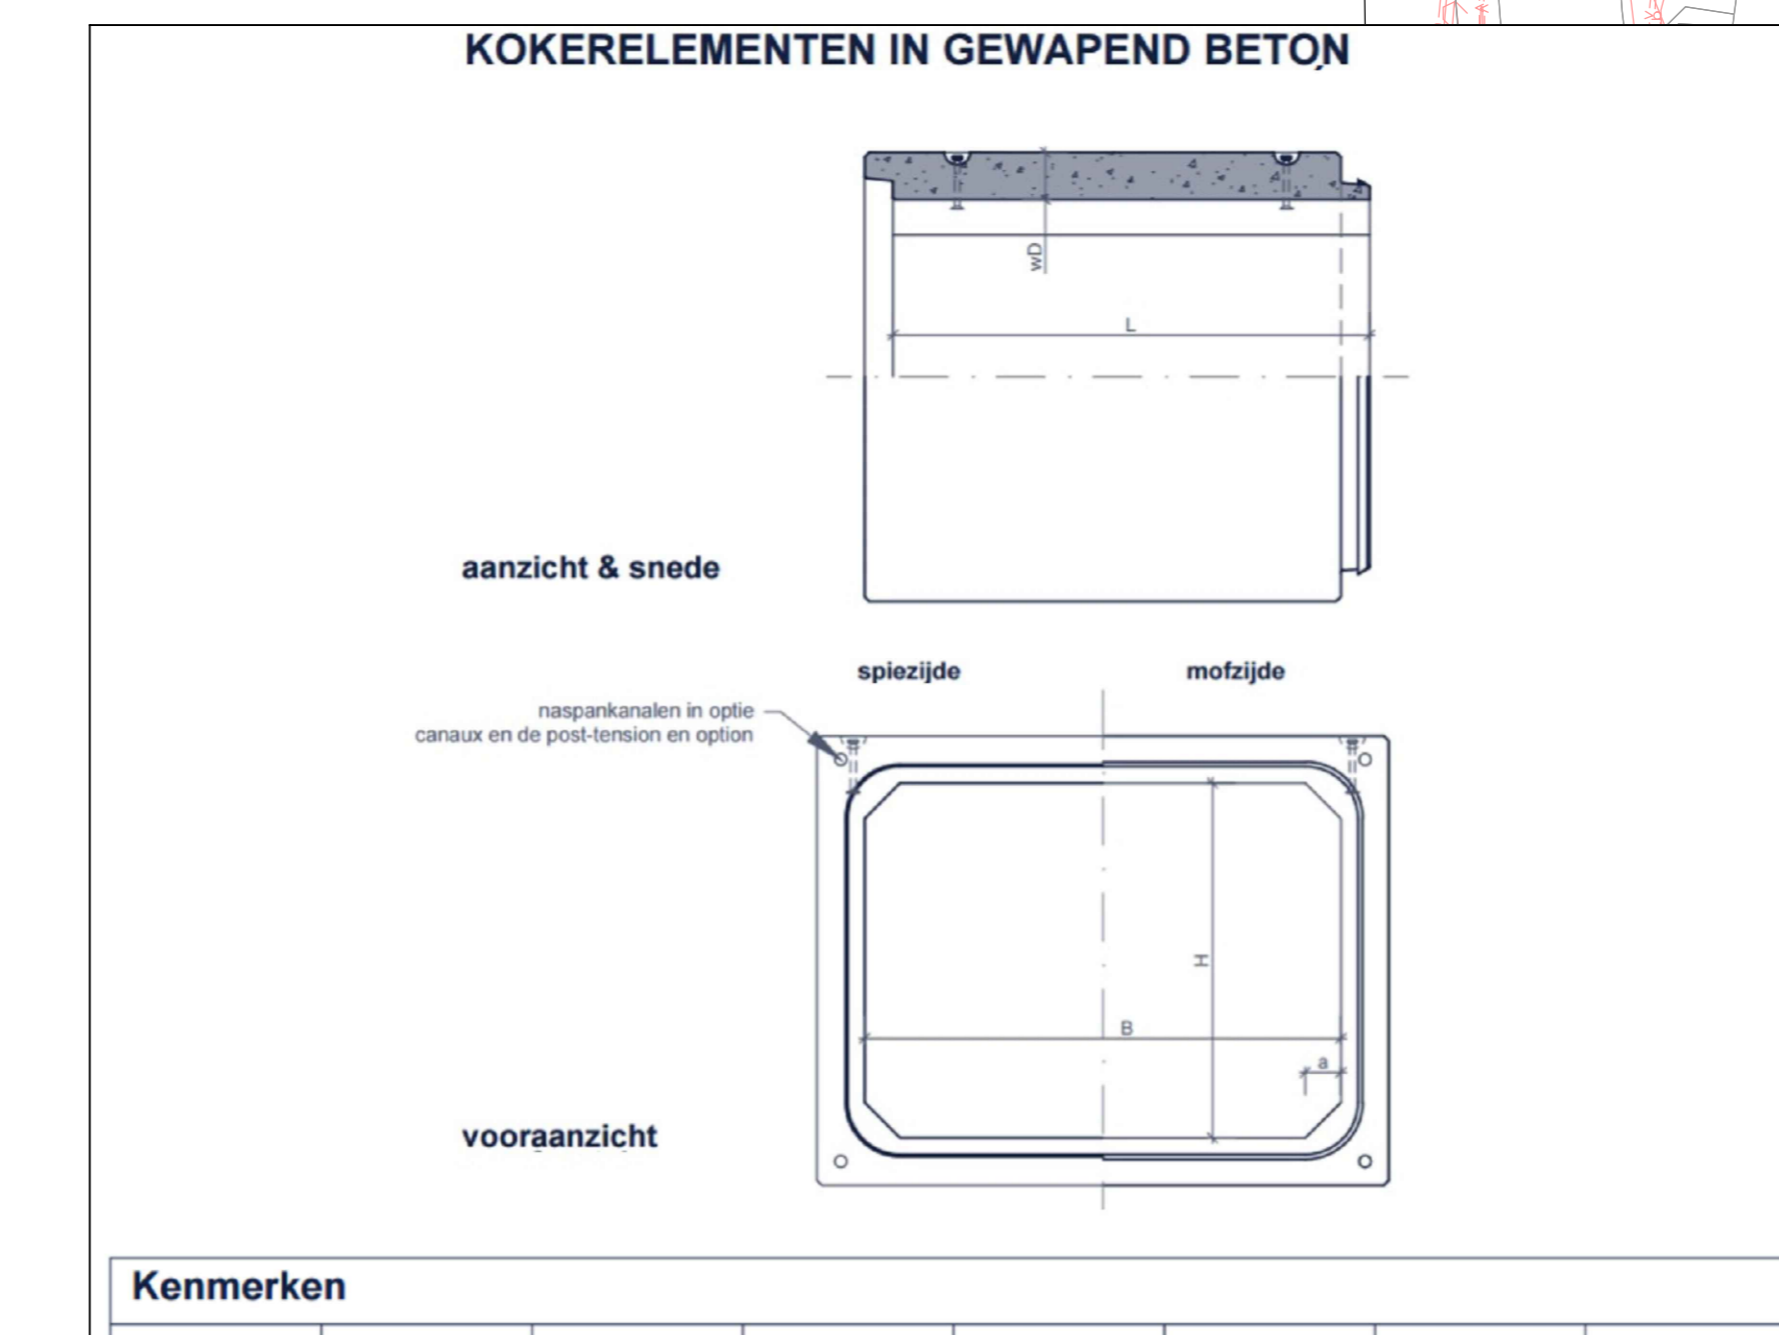 KOKERELEMENTEN IN GEWAPEND BETON
wD
L
aanzicht & snede
spiezijde
mofzijde
naspankanalen in optie
canaux en de post-tension en option
H
B
a
vooraanzicht
Kenmerken